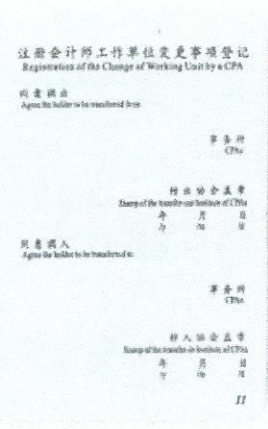 注册会计师工作单位变更事项登记
Registration of the Change of Working Unit by a CPA
同意调出
Agree the holder to be transferred from
事务所
CPAs
转出协会盖章
Stamp of the transfer-out Institute of CPAs
年 月 日
/y /m /d
同意调入
Agree the holder to be transferred to
事务所
CPAs
转入协会盖章
Stamp of the transfer-in Institute of CPAs
年 月 日
/y /m /d
11